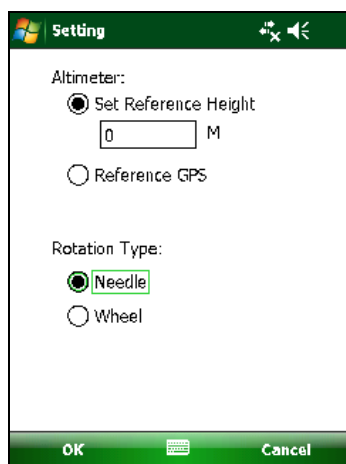 Setting
Altimeter:
Set Reference Height
0 M
Reference GPS
Rotation Type:
Needle
Wheel
OK Cancel